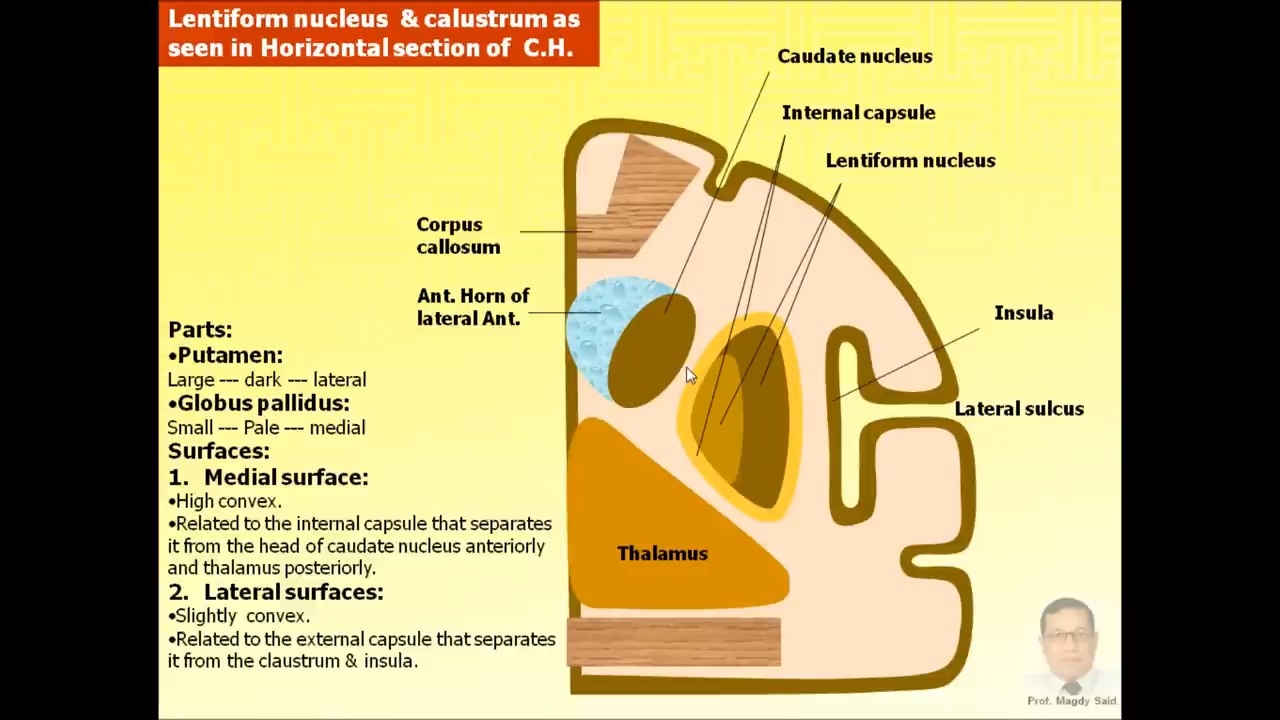 Lentiform nucleus & calustrum as
seen in Horizontal section of C.H.
Caudate nucleus
Internal capsule
Lentiform nucleus
Corpus
callosum
Ant. Horn of
lateral Ant.
Insula
Lateral sulcus
Thalamus
Parts:
•Putamen:
Large --- dark --- lateral
•Globus pallidus:
Small --- Pale --- medial
Surfaces:
1. Medial surface:
•High convex.
•Related to the internal capsule that separates
it from the head of caudate nucleus anteriorly
and thalamus posteriorly.
2. Lateral surfaces:
•Slightly convex.
•Related to the external capsule that separates
it from the claustrum & insula.
Prof. Magdy Said